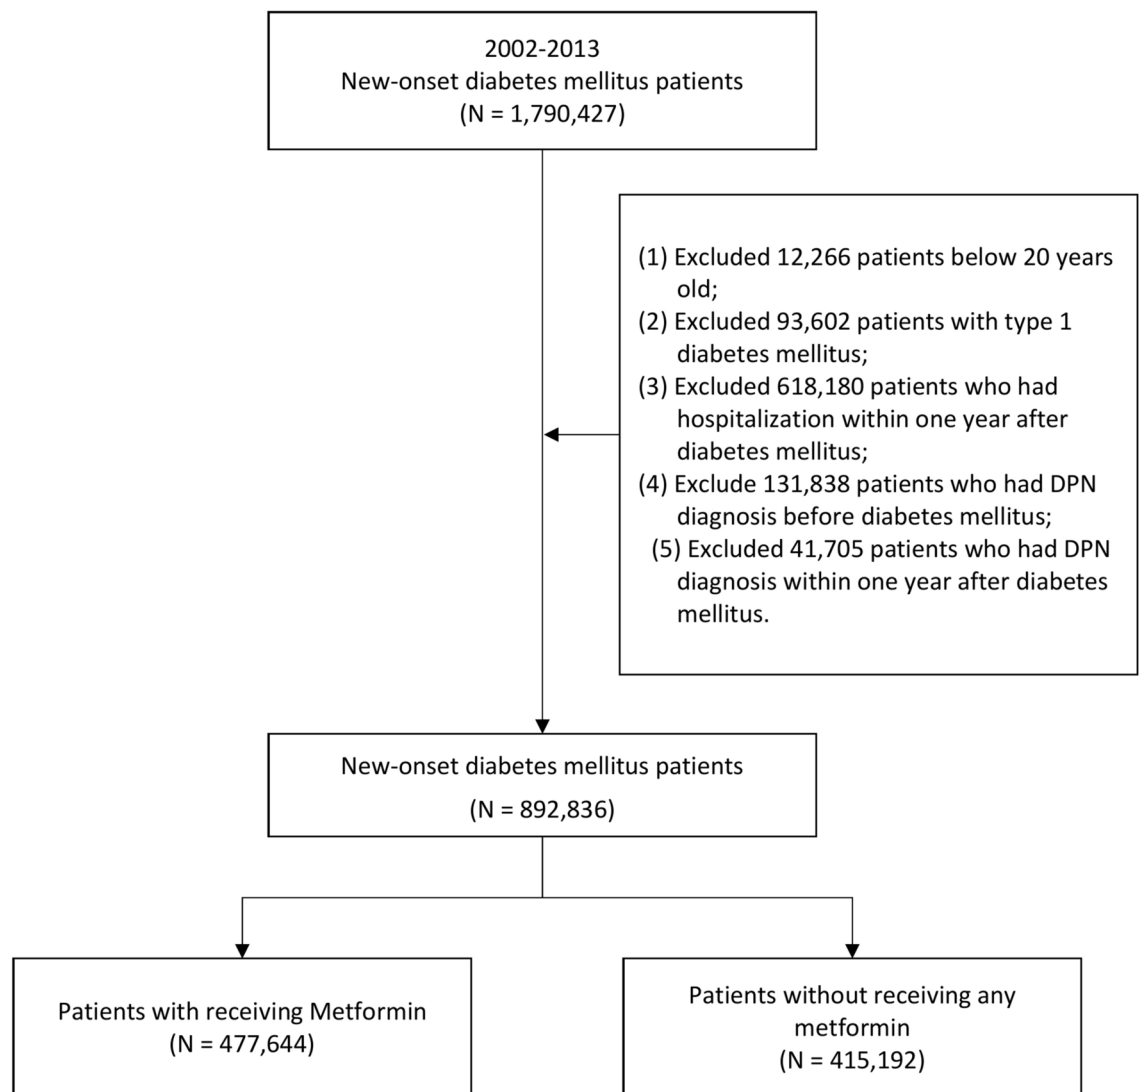 2002-2013
New-onset diabetes mellitus patients
(N = 1,790,427)
(1) Excluded 12,266 patients below 20 years
old;
(2) Excluded 93,602 patients with type 1
diabetes mellitus;
(3) Excluded 618,180 patients who had
hospitalization within one year after
diabetes mellitus;
(4) Exclude 131,838 patients who had DPN
diagnosis before diabetes mellitus;
(5) Excluded 41,705 patients who had DPN
diagnosis within one year after diabetes
mellitus.
New-onset diabetes mellitus patients
(N = 892,836)
Patients with receiving Metformin
(N = 477,644)
Patients without receiving any
metformin
(N = 415,192)